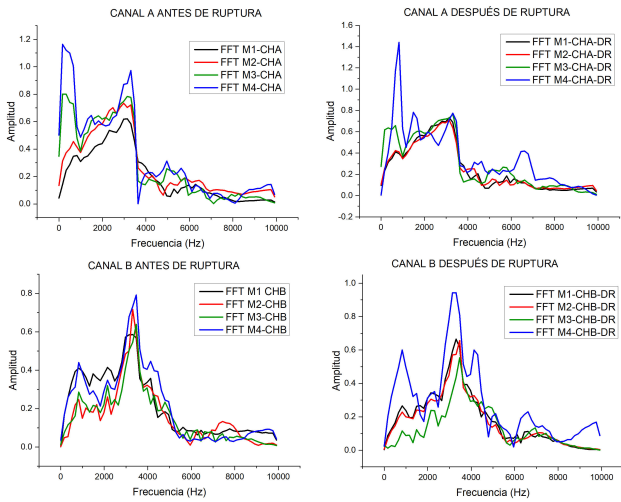 CANAL A ANTES DE RUPTURA
FFT M1-CHA
FFT M2-CHA
FFT M3-CHA
FFT M4-CHA
Amplitud
1.2
1.0
0.8
0.6
0.4
0.2
0.0
0 2000 4000 6000 8000 10000
Frecuencia (Hz)
CANAL A DESPUÉS DE RUPTURA
FFT M1-CHA-DR
FFT M2-CHA-DR
FFT M3-CHA-DR
FFT M4-CHA-DR
Amplitud
1.6
1.4
1.2
1.0
0.8
0.6
0.4
0.2
0.0
-0.2
0 2000 4000 6000 8000 10000
Frecuencia (Hz)
CANAL B ANTES DE RUPTURA
FFT M1 CHB
FFT M2-CHB
FFT M3-CHB
FFT M4-CHB
Amplitud
0.8
0.6
0.4
0.2
0.0
0 2000 4000 6000 8000 10000
Frecuencia (Hz)
CANAL B DESPUÉS DE RUPTURA
FFT M1-CHB-DR
FFT M2-CHB-DR
FFT M3-CHB-DR
FFT M4-CHB-DR
Amplitud
1.0
0.8
0.6
0.4
0.2
0.0
0 2000 4000 6000 8000 10000
Frecuencia (Hz)